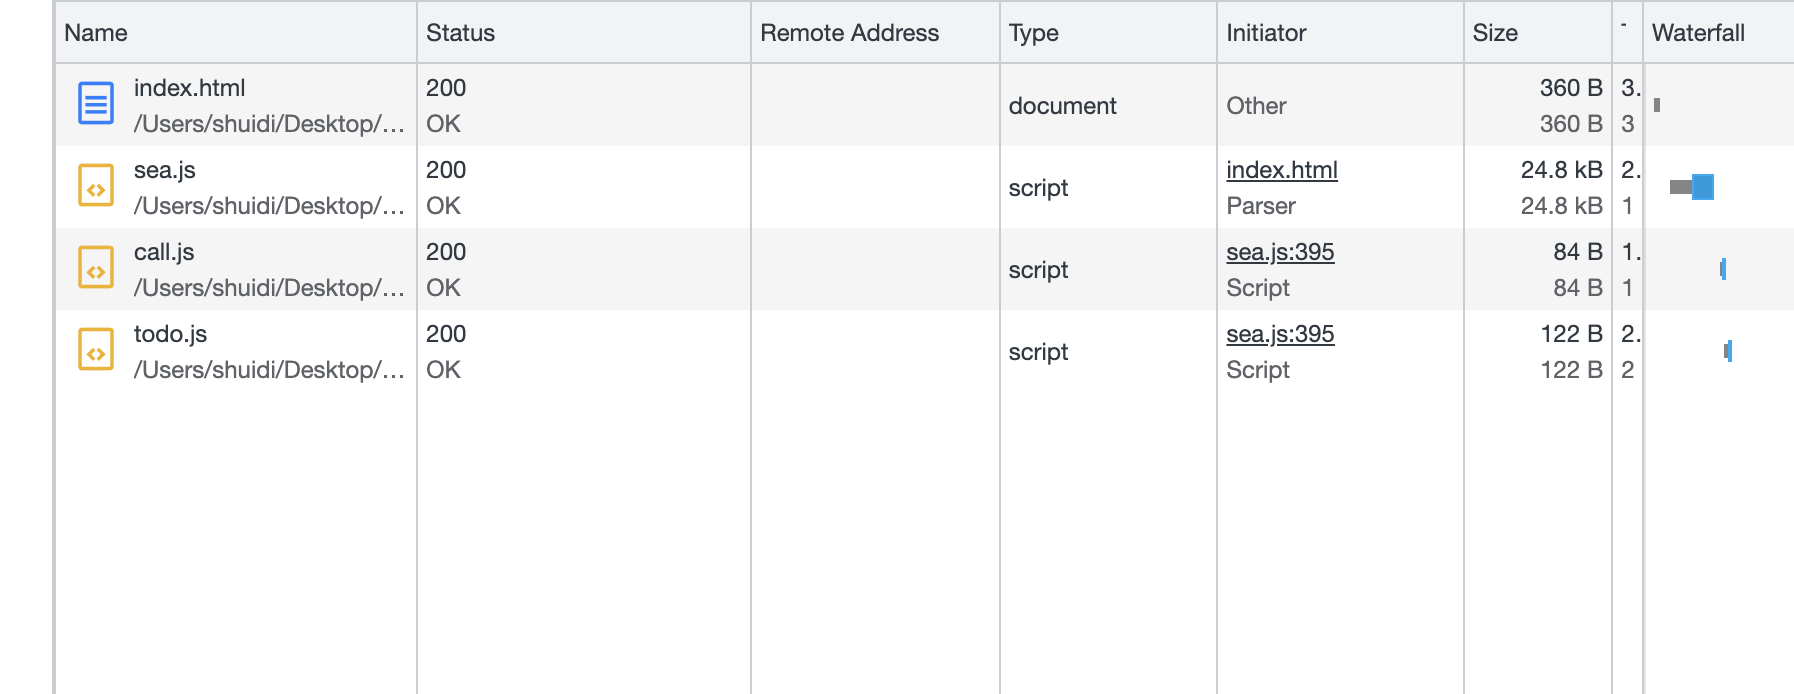 Name Status Remote Address Type Initiator Size Waterfall
index.html 200 document Other 360 B 3.
/Users/shuidi/Desktop/... OK 360 B 3
sea.js 200 script index.html 24.8 kB 2.
/Users/shuidi/Desktop/... OK Parser 24.8 kB 1
call.js 200 script sea.js:395 84 B 1.
/Users/shuidi/Desktop/... OK Script 84 B 1
todo.js 200 script sea.js:395 122 B 2.
/Users/shuidi/Desktop/... OK Script 122 B 2